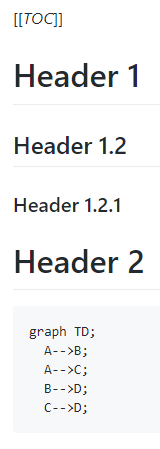 [[TOC]]
Header 1
Header 1.2
Header 1.2.1
Header 2
graph TD;
  A-->B;
  A-->C;
  B-->D;
  C-->D;